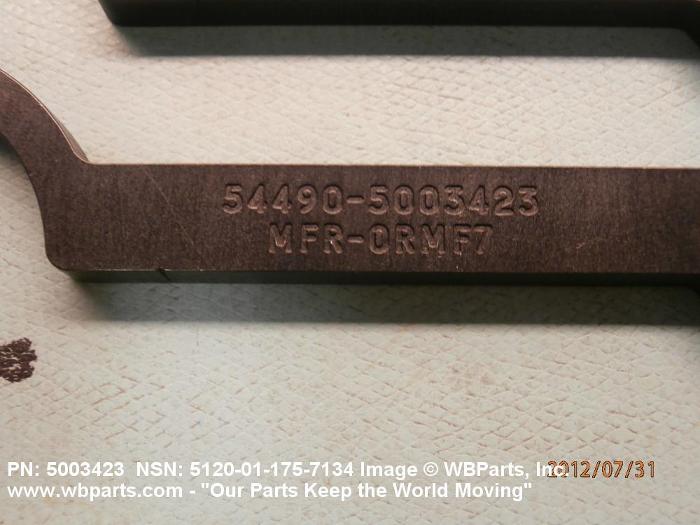 54490-5003423
MFR-0RMF7
PN: 5003423 NSN: 5120-01-175-7134 Image © WBParts, Inc. 2012/07/31
www.wbparts.com - "Our Parts Keep the World Moving"